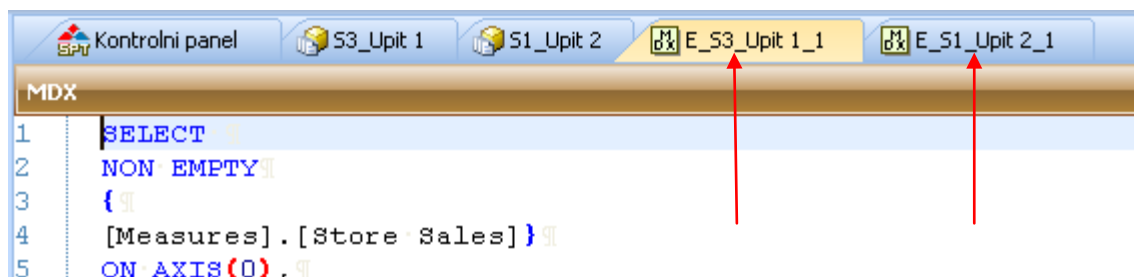 SPT Kontrolni panel S3_Upit 1 S1_Upit 2 E_S3_Upit 1_1 E_S1_Upit 2_1
MDX
1 SELECT ¶
2 NON EMPTY¶
3 {¶
4 [Measures].[Store Sales]}¶
5 ON AXIS(0),¶